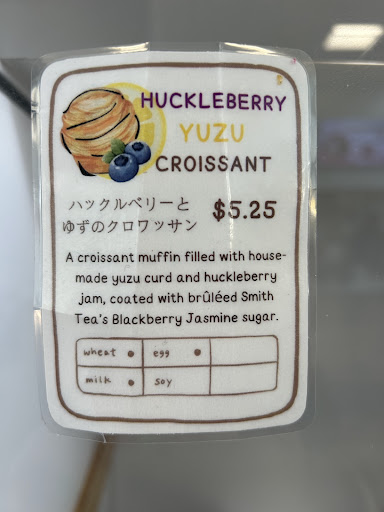 HUCKLEBERRY
YUZU
CROISSANT
ハックルベリーと
ゆずのクロワッサン
$5.25
A croissant muffin filled with house-
made yuzu curd and huckleberry
jam, coated with brûléed Smith
Tea's Blackberry Jasmine sugar.
wheat • egg •
milk • soy